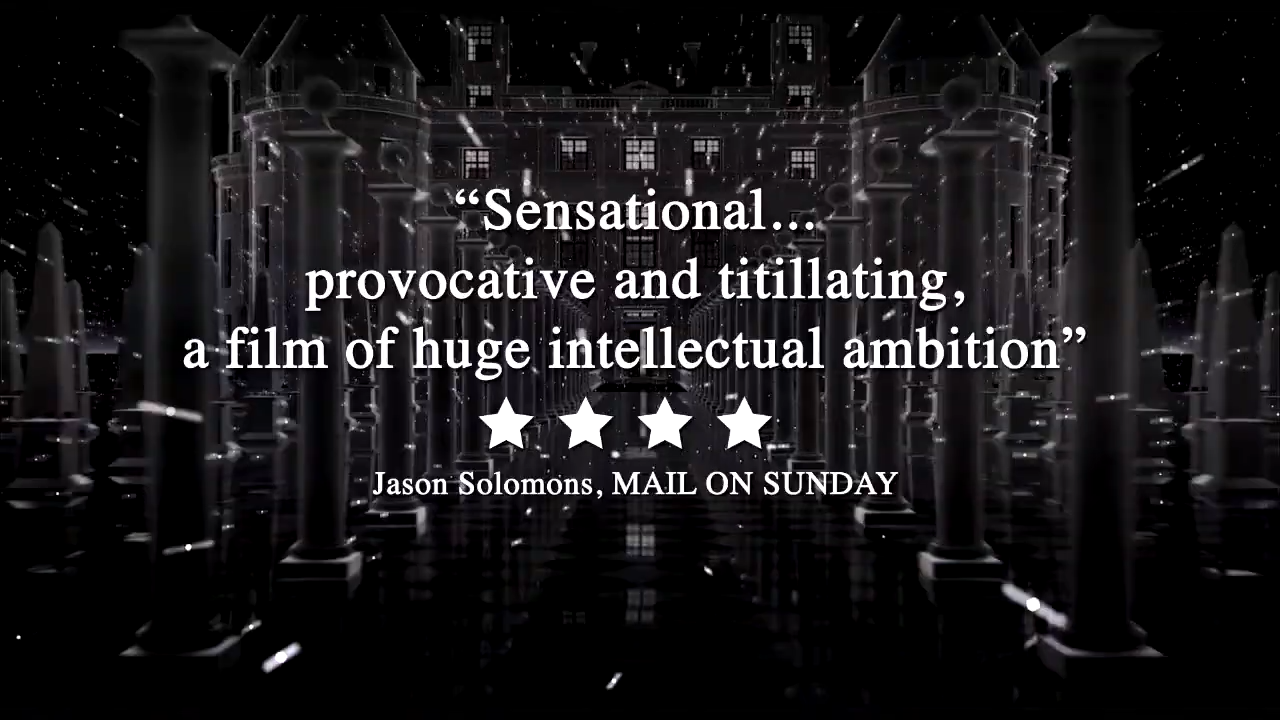 “Sensational...
provocative and titillating,
a film of huge intellectual ambition”
★ ★ ★ ★
Jason Solomons, MAIL ON SUNDAY